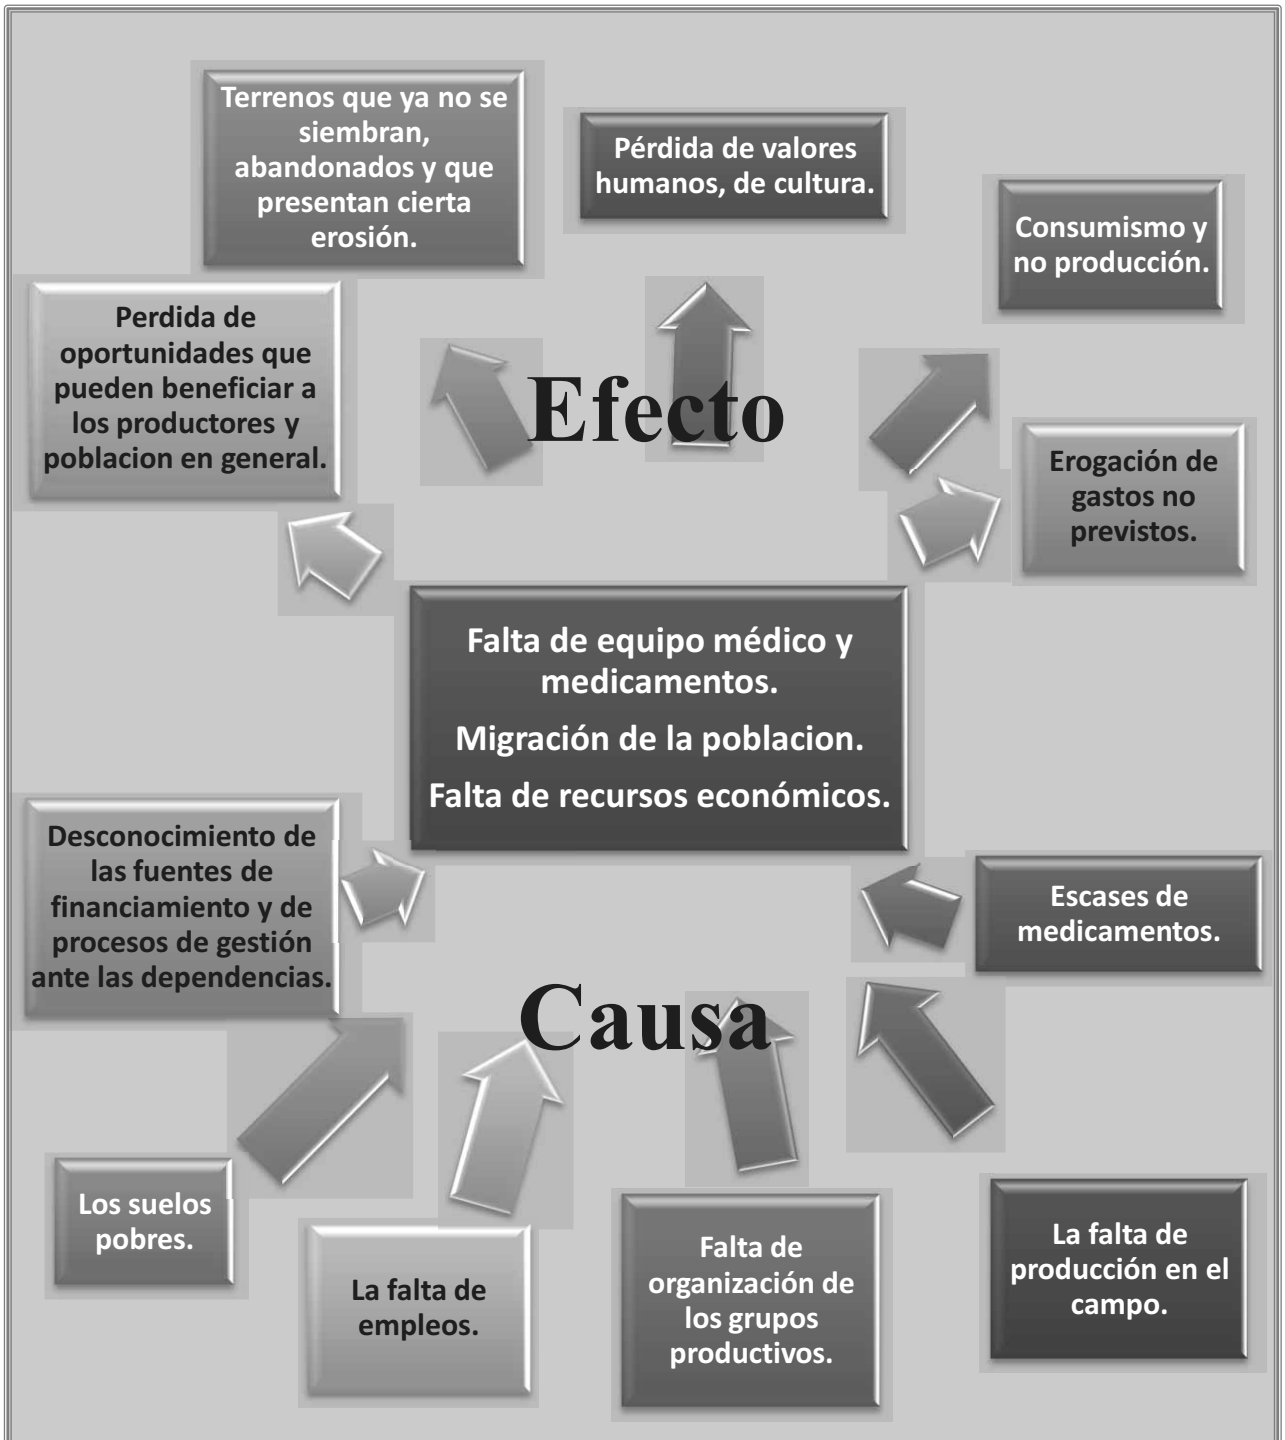 Terrenos que ya no se
siembran,
abandonados y que
presentan cierta
erosión.
Pérdida de valores
humanos, de cultura.
Consumismo y
no producción.
Perdida de
oportunidades que
pueden beneficiar a
los productores y
poblacion en general.
Efecto
Erogación de
gastos no
previstos.
Falta de equipo médico y
medicamentos.
Migración de la poblacion.
Falta de recursos económicos.
Desconocimiento de
las fuentes de
financiamiento y de
procesos de gestión
ante las dependencias.
Escases de
medicamentos.
Causa
Los suelos
pobres.
La falta de
empleos.
Falta de
organización de
los grupos
productivos.
La falta de
producción en el
campo.